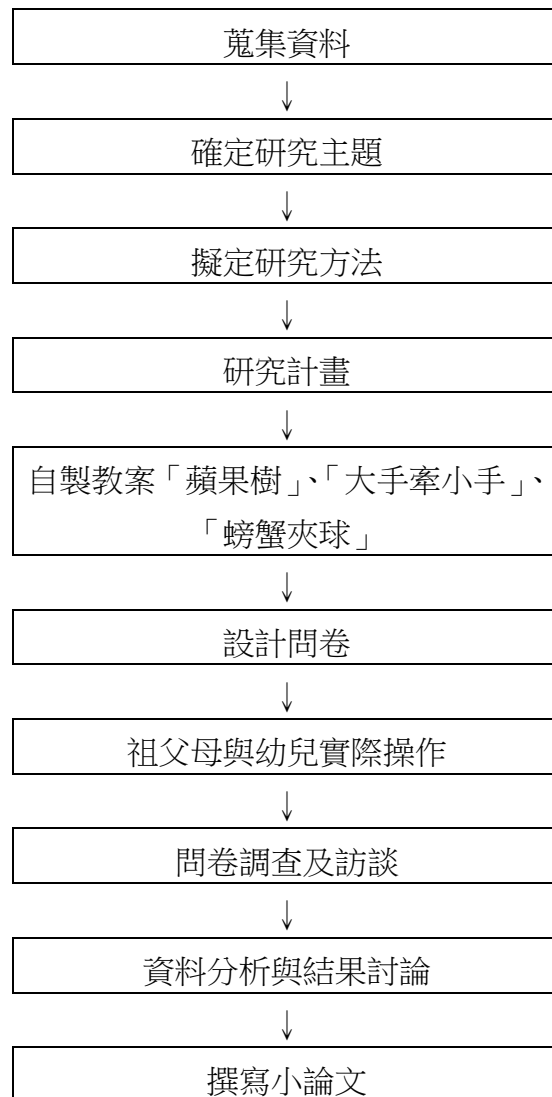 蒐集資料
↓
確定研究主題
↓
擬定研究方法
↓
研究計畫
↓
自製教案「蘋果樹」、「大手牽小手」、
「螃蟹夾球」
↓
設計問卷
↓
祖父母與幼兒實際操作
↓
問卷調查及訪談
↓
資料分析與結果討論
↓
撰寫小論文